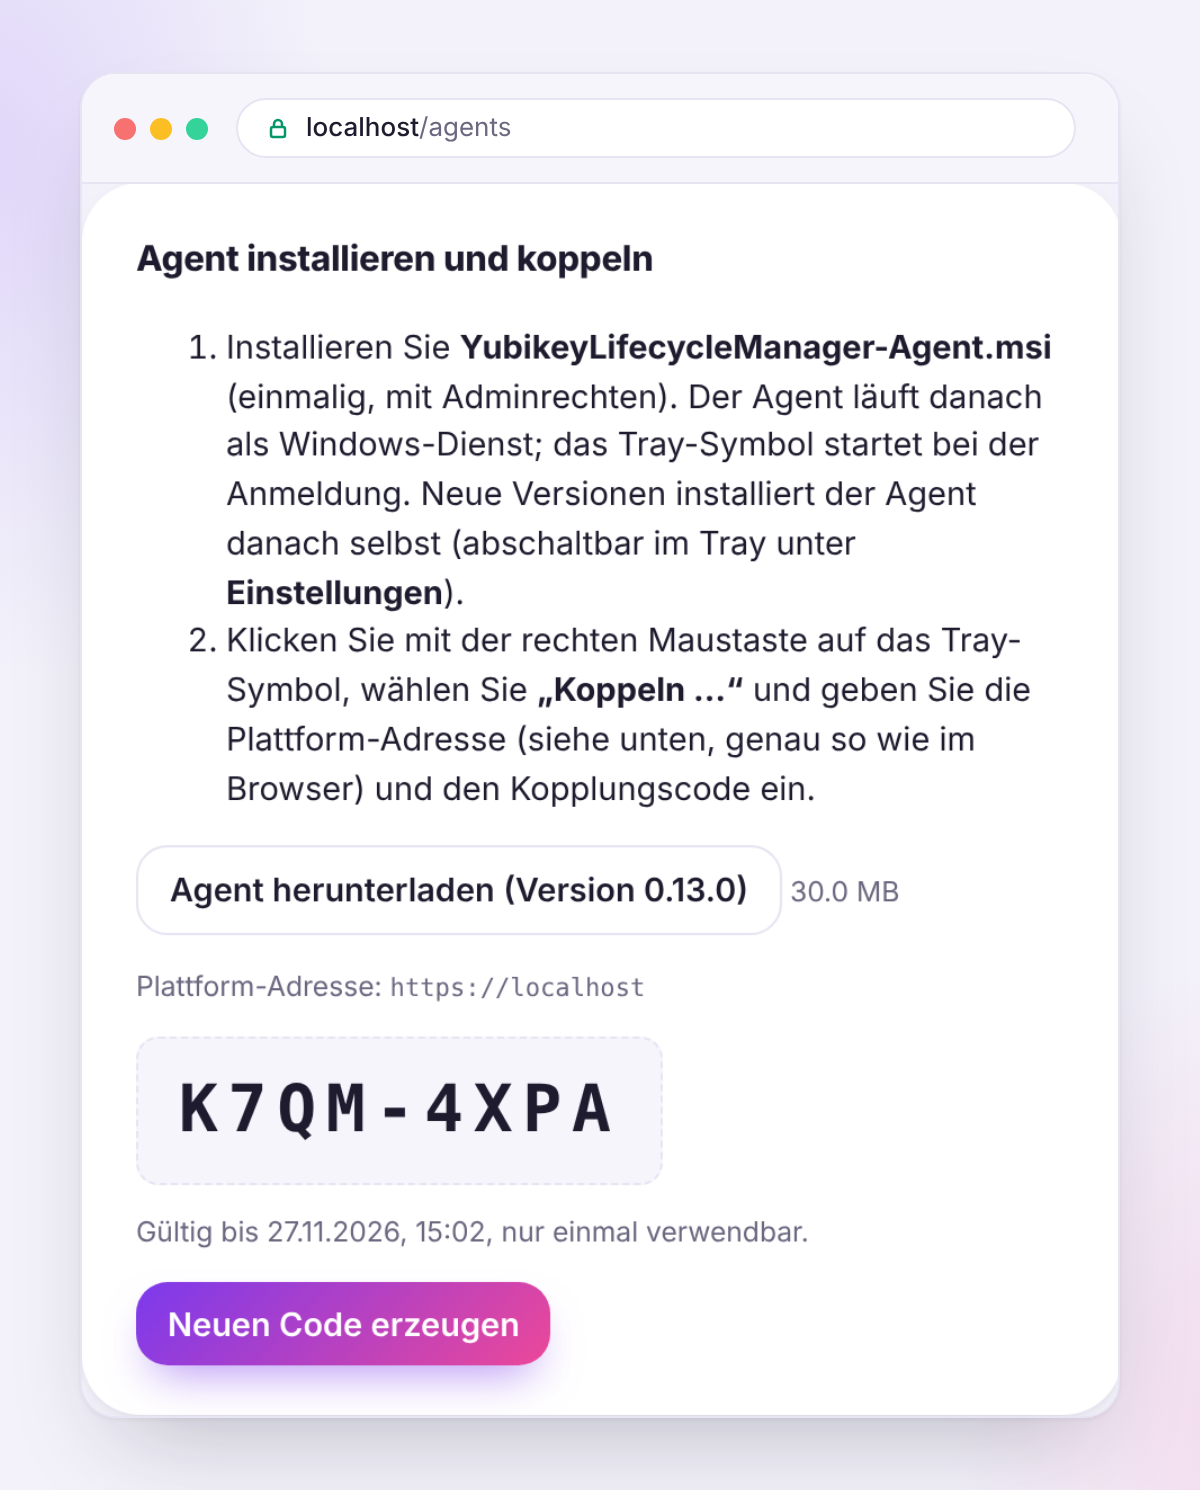 localhost/agents
Agent installieren und koppeln
1. Installieren Sie YubikeyLifecycleManager-Agent.msi
(einmalig, mit Adminrechten). Der Agent läuft danach
als Windows-Dienst; das Tray-Symbol startet bei der
Anmeldung. Neue Versionen installiert der Agent
danach selbst (abschaltbar im Tray unter
Einstellungen).
2. Klicken Sie mit der rechten Maustaste auf das Tray-
Symbol, wählen Sie „Koppeln …“ und geben Sie die
Plattform-Adresse (siehe unten, genau so wie im
Browser) und den Kopplungscode ein.
Agent herunterladen (Version 0.13.0) 30.0 MB
Plattform-Adresse: https://localhost
K7QM-4XPA
Gültig bis 27.11.2026, 15:02, nur einmal verwendbar.
Neuen Code erzeugen